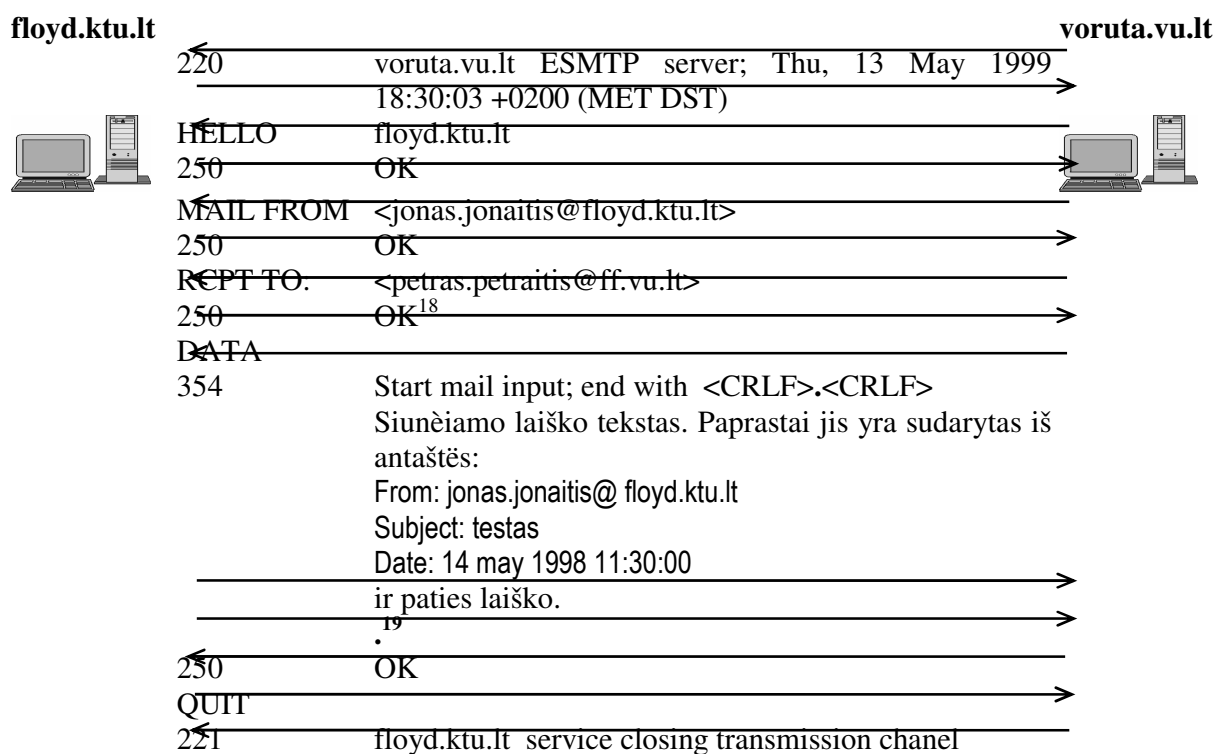 floyd.ktu.lt voruta.vu.lt
220 voruta.vu.lt ESMTP server; Thu, 13 May 1999
18:30:03 +0200 (MET DST)
HELLO floyd.ktu.lt
250 OK
MAIL FROM <jonas.jonaitis@floyd.ktu.lt>
250 OK
RCPT TO. <petras.petraitis@ff.vu.lt>
250 OK18
DATA
354 Start mail input; end with <CRLF>.<CRLF>
Siunèiamo laiško tekstas. Paprastai jis yra sudarytas iš
antaštës:
From: jonas.jonaitis@ floyd.ktu.lt
Subject: testas
Date: 14 may 1998 11:30:00
ir paties laiško.
.19
250 OK
QUIT
221 floyd.ktu.lt service closing transmission chanel